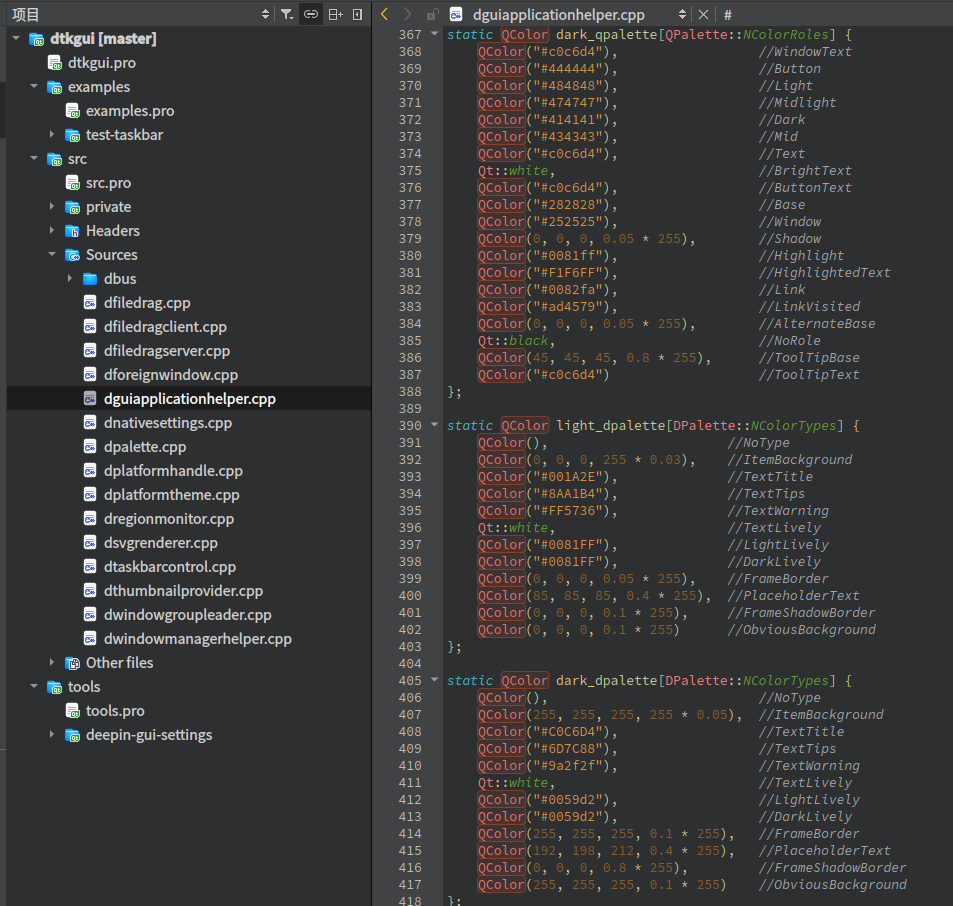 项目
dtkgui [master]
dtkgui.pro
examples
examples.pro
test-taskbar
src
src.pro
private
Headers
Sources
dbus
dfiledrag.cpp
dfiledragclient.cpp
dfiledragserver.cpp
dforeignwindow.cpp
dguiapplicationhelper.cpp
dnativesettings.cpp
dpalette.cpp
dplatformhandle.cpp
dplatformtheme.cpp
dregionmonitor.cpp
dsvgrenderer.cpp
dtaskbarcontrol.cpp
dthumbnailprovider.cpp
dwindowgroupleader.cpp
dwindowmanagerhelper.cpp
Other files
tools
tools.pro
deepin-gui-settings
dguiapplicationhelper.cpp #
367 static QColor dark_qpalette[QPalette::NColorRoles] {
368 QColor("#c0c6d4"), //WindowText
369 QColor("#444444"), //Button
370 QColor("#484848"), //Light
371 QColor("#474747"), //Midlight
372 QColor("#414141"), //Dark
373 QColor("#434343"), //Mid
374 QColor("#c0c6d4"), //Text
375 Qt::white, //BrightText
376 QColor("#c0c6d4"), //ButtonText
377 QColor("#282828"), //Base
378 QColor("#252525"), //Window
379 QColor(0, 0, 0, 0.05 * 255), //Shadow
380 QColor("#0081ff"), //Highlight
381 QColor("#F1F6FF"), //HighlightedText
382 QColor("#0082fa"), //Link
383 QColor("#ad4579"), //LinkVisited
384 QColor(0, 0, 0, 0.05 * 255), //AlternateBase
385 Qt::black, //NoRole
386 QColor(45, 45, 45, 0.8 * 255), //ToolTipBase
387 QColor("#c0c6d4") //ToolTipText
388 };
389
390 static QColor light_dpalette[DPalette::NColorTypes] {
391 QColor(), //NoType
392 QColor(0, 0, 0, 255 * 0.03), //ItemBackground
393 QColor("#001A2E"), //TextTitle
394 QColor("#8AA1B4"), //TextTips
395 QColor("#FF5736"), //TextWarning
396 Qt::white, //TextLively
397 QColor("#0081FF"), //LightLively
398 QColor("#0081FF"), //DarkLively
399 QColor(0, 0, 0, 0.05 * 255), //FrameBorder
400 QColor(85, 85, 85, 0.4 * 255), //PlaceholderText
401 QColor(0, 0, 0, 0.1 * 255), //FrameShadowBorder
402 QColor(0, 0, 0, 0.1 * 255) //ObviousBackground
403 };
404
405 static QColor dark_dpalette[DPalette::NColorTypes] {
406 QColor(), //NoType
407 QColor(255, 255, 255, 255 * 0.05), //ItemBackground
408 QColor("#C0C6D4"), //TextTitle
409 QColor("#6D7C88"), //TextTips
410 QColor("#9a2f2f"), //TextWarning
411 Qt::white, //TextLively
412 QColor("#0059d2"), //LightLively
413 QColor("#0059d2"), //DarkLively
414 QColor(255, 255, 255, 0.1 * 255), //FrameBorder
415 QColor(192, 198, 212, 0.4 * 255), //PlaceholderText
416 QColor(0, 0, 0, 0.8 * 255), //FrameShadowBorder
417 QColor(255, 255, 255, 0.1 * 255) //ObviousBackground
418 };